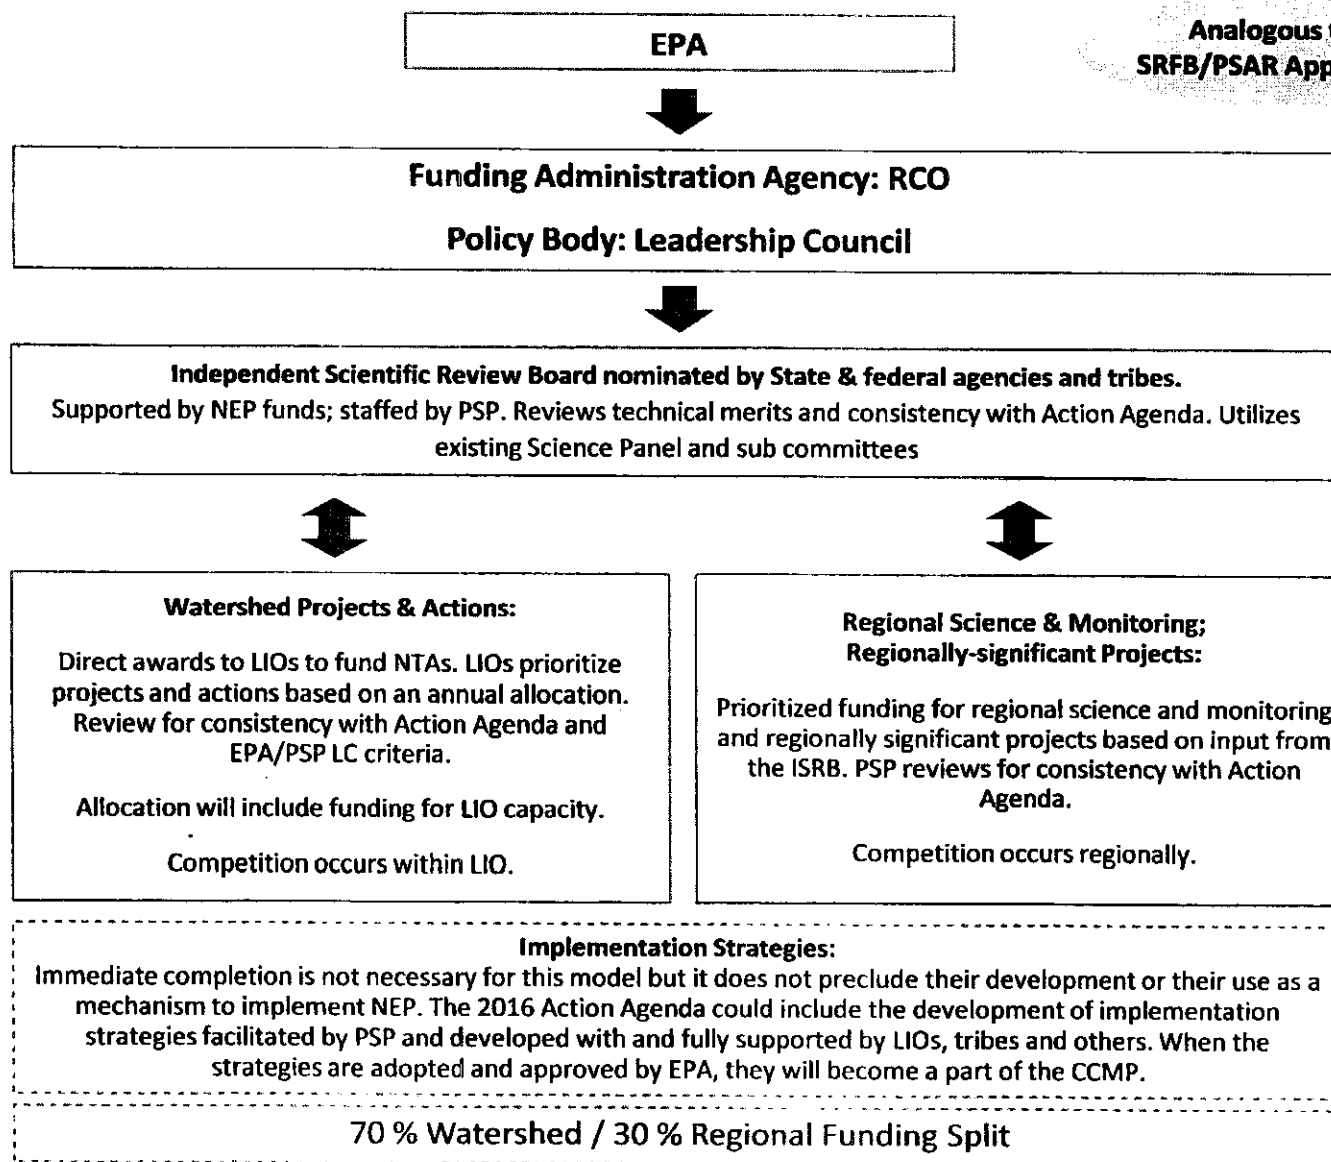 EPA
Analogous
SRFB/PSAR App
Funding Administration Agency: RCO
Policy Body: Leadership Council
Independent Scientific Review Board nominated by State & federal agencies and tribes.
Supported by NEP funds; staffed by PSP. Reviews technical merits and consistency with Action Agenda. Utilizes
existing Science Panel and sub committees
Watershed Projects & Actions:
Direct awards to LIOs to fund NTAs. LIOs prioritize
projects and actions based on an annual allocation.
Review for consistency with Action Agenda and
EPA/PSP LC criteria.
Allocation will include funding for LIO capacity.
Competition occurs within LIO.
Regional Science & Monitoring;
Regionally-significant Projects:
Prioritized funding for regional science and monitoring
and regionally significant projects based on input from
the ISRB. PSP reviews for consistency with Action
Agenda.
Competition occurs regionally.
Implementation Strategies:
Immediate completion is not necessary for this model but it does not preclude their development or their use as a
mechanism to implement NEP. The 2016 Action Agenda could include the development of implementation
strategies facilitated by PSP and developed with and fully supported by LIOs, tribes and others. When the
strategies are adopted and approved by EPA, they will become a part of the CCMP.
70 % Watershed / 30 % Regional Funding Split